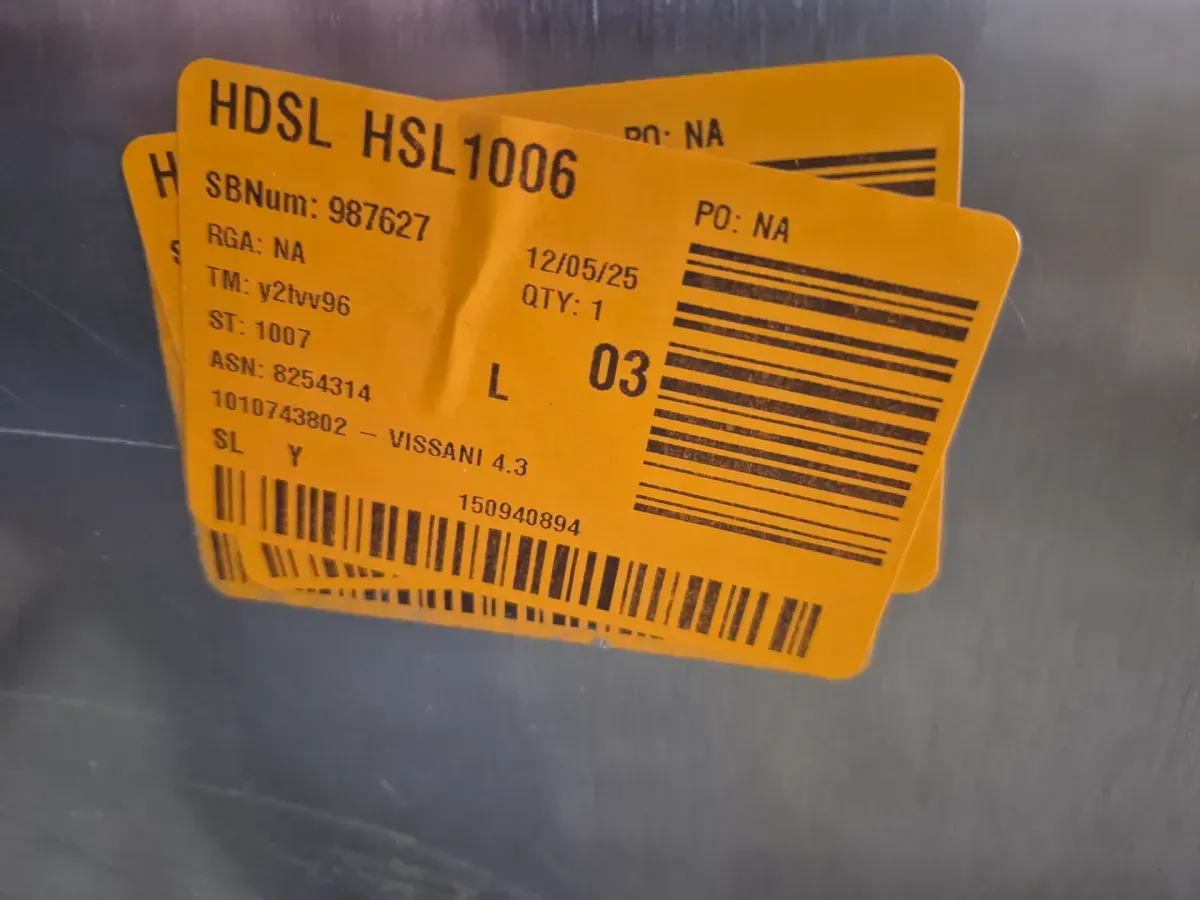 HDSL HSL1006
PO: NA
SBNum: 987627
PO: NA
RGA: NA
12/05/25
TM: y2lvv96
QTY: 1
ST: 1007
L 03
ASN: 8254314
1010743802 – VISSANI 4.3
SL Y
150940894